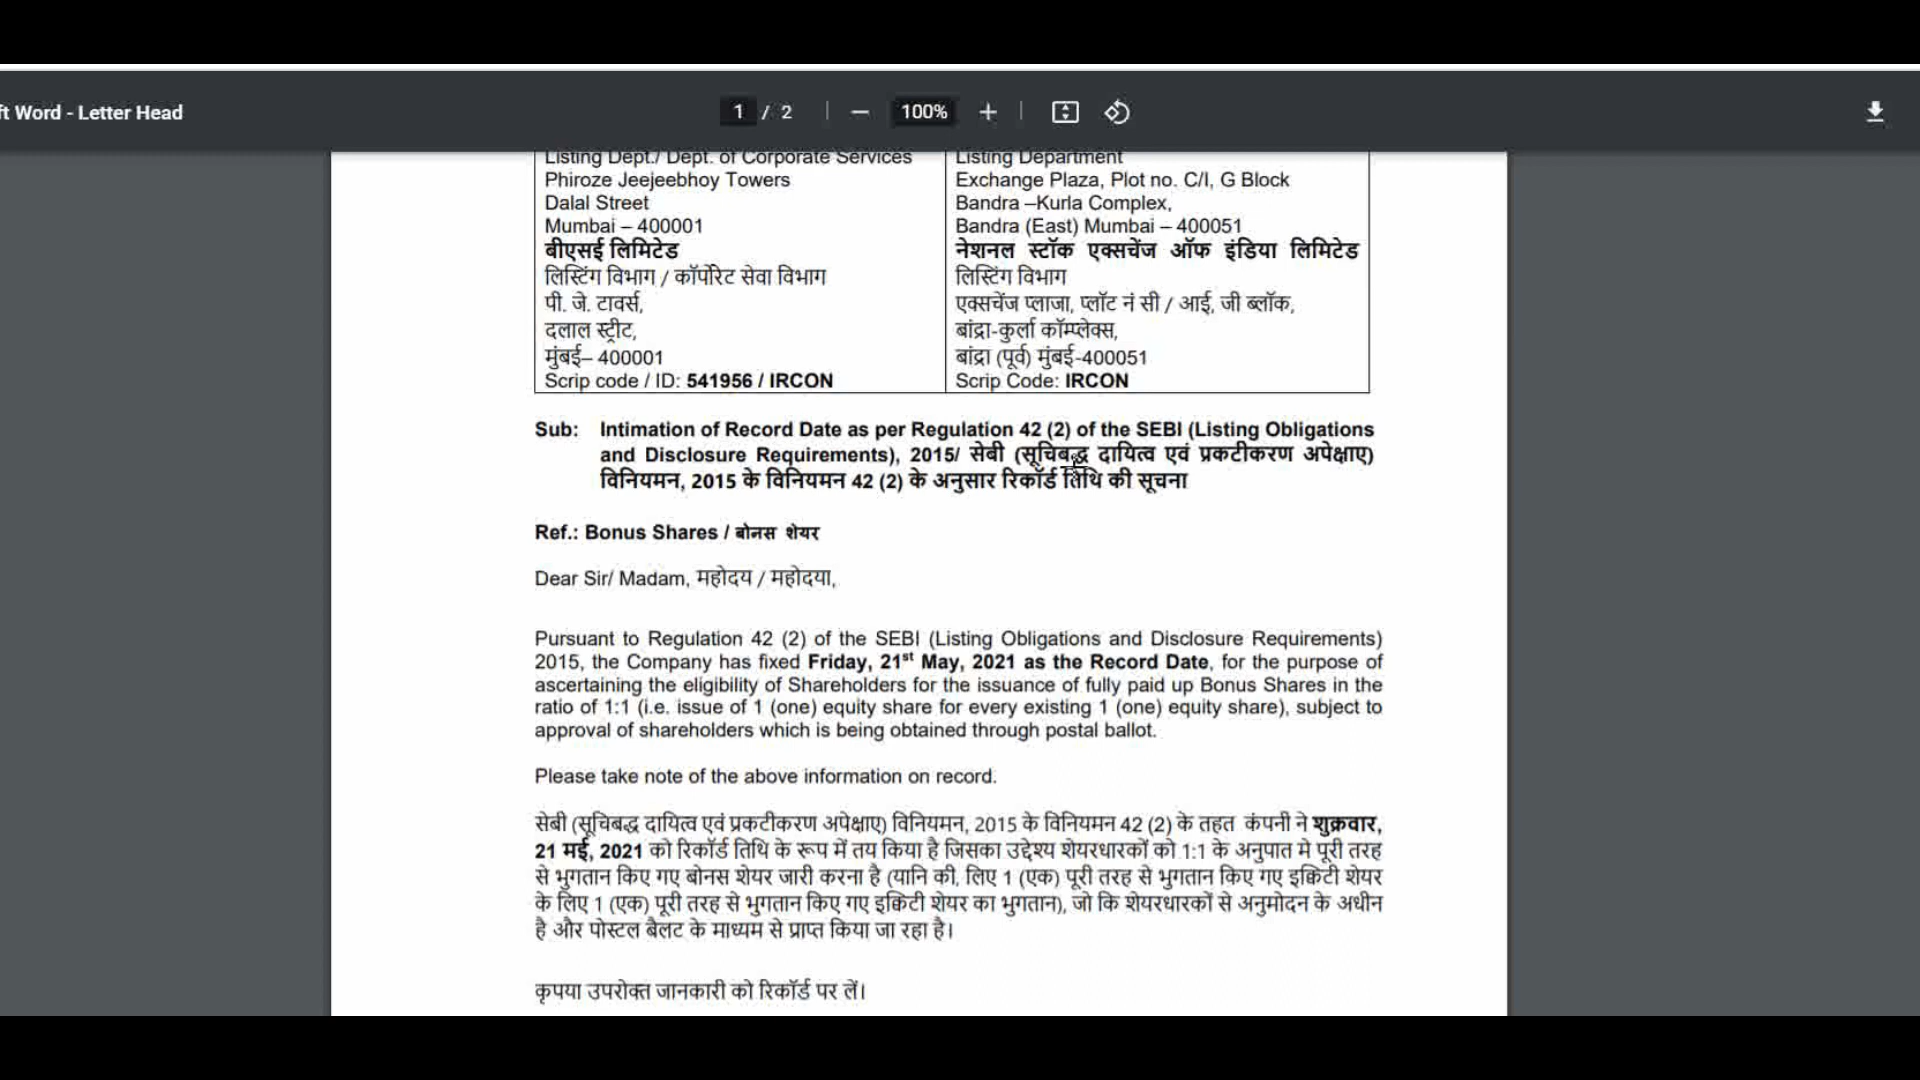 ft Word - Letter Head
1 / 2
100%
Listing Dept./ Dept. of Corporate Services
Phiroze Jeejeebhoy Towers
Dalal Street
Mumbai – 400001
बीएसई लिमिटेड
लिस्टिंग विभाग / कॉर्पोरेट सेवा विभाग
पी. जे. टावर्स,
दलाल स्ट्रीट,
मुंबई– 400001
Scrip code / ID: 541956 / IRCON
Listing Department
Exchange Plaza, Plot no. C/I, G Block
Bandra –Kurla Complex,
Bandra (East) Mumbai – 400051
नेशनल स्टॉक एक्सचेंज ऑफ इंडिया लिमिटेड
लिस्टिंग विभाग
एक्सचेंज प्लाजा, प्लॉट नं सी / आई, जी ब्लॉक,
बांद्रा-कुर्ला कॉम्प्लेक्स,
बांद्रा (पूर्व) मुंबई-400051
Scrip Code: IRCON
Sub: Intimation of Record Date as per Regulation 42 (2) of the SEBI (Listing Obligations
and Disclosure Requirements), 2015/ सेबी (सूचिबद्ध दायित्व एवं प्रकटीकरण अपेक्षाए)
विनियमन, 2015 के विनियमन 42 (2) के अनुसार रिकॉर्ड तिथि की सूचना
Ref.: Bonus Shares / बोनस शेयर
Dear Sir/ Madam, महोदय / महोदया,
Pursuant to Regulation 42 (2) of the SEBI (Listing Obligations and Disclosure Requirements)
2015, the Company has fixed Friday, 21st May, 2021 as the Record Date, for the purpose of
ascertaining the eligibility of Shareholders for the issuance of fully paid up Bonus Shares in the
ratio of 1:1 (i.e. issue of 1 (one) equity share for every existing 1 (one) equity share), subject to
approval of shareholders which is being obtained through postal ballot.
Please take note of the above information on record.
सेबी (सूचिबद्ध दायित्व एवं प्रकटीकरण अपेक्षाए) विनियमन, 2015 के विनियमन 42 (2) के तहत कंपनी ने शुक्रवार,
21 मई, 2021 को रिकॉर्ड तिथि के रूप में तय किया है जिसका उद्देश्य शेयरधारकों को 1:1 के अनुपात मे पूरी तरह
से भुगतान किए गए बोनस शेयर जारी करना है (यानि की, लिए 1 (एक) पूरी तरह से भुगतान किए गए इक्विटी शेयर
के लिए 1 (एक) पूरी तरह से भुगतान किए गए इक्विटी शेयर का भुगतान), जो कि शेयरधारकों से अनुमोदन के अधीन
है और पोस्टल बैलट के माध्यम से प्राप्त किया जा रहा है।
कृपया उपरोक्त जानकारी को रिकॉर्ड पर लें।